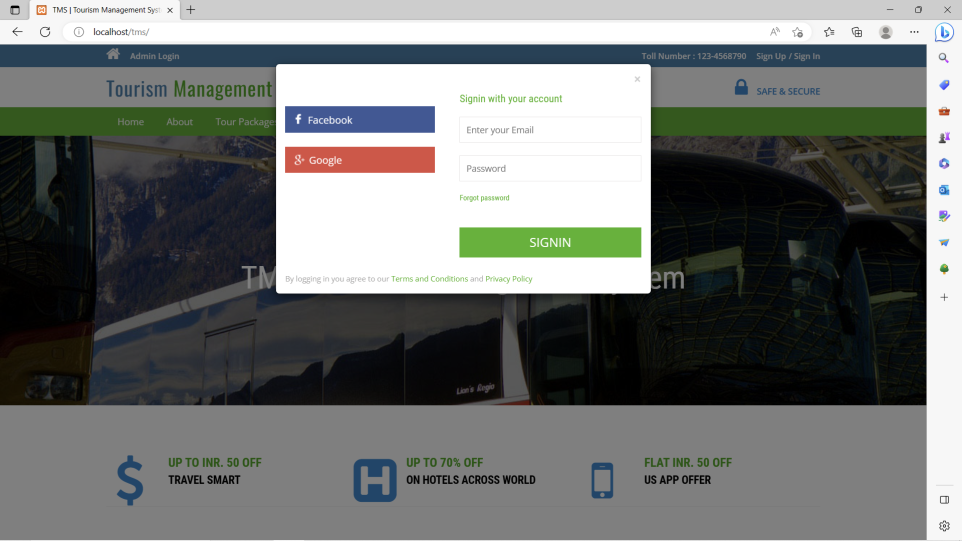 TMS | Tourism Management Syst
localhost/tms/
Admin Login
Toll Number : 123-4568790 Sign Up / Sign In
Tourism Management
SAFE & SECURE
Home About Tour Package
×
Signin with your account
Facebook
Google
Enter your Email
Password
Forgot password
SIGNIN
By logging in you agree to our Terms and Conditions and Privacy Policy
TM
em
Lion's Regio
UP TO INR. 50 OFF
TRAVEL SMART
UP TO 70% OFF
ON HOTELS ACROSS WORLD
FLAT INR. 50 OFF
US APP OFFER